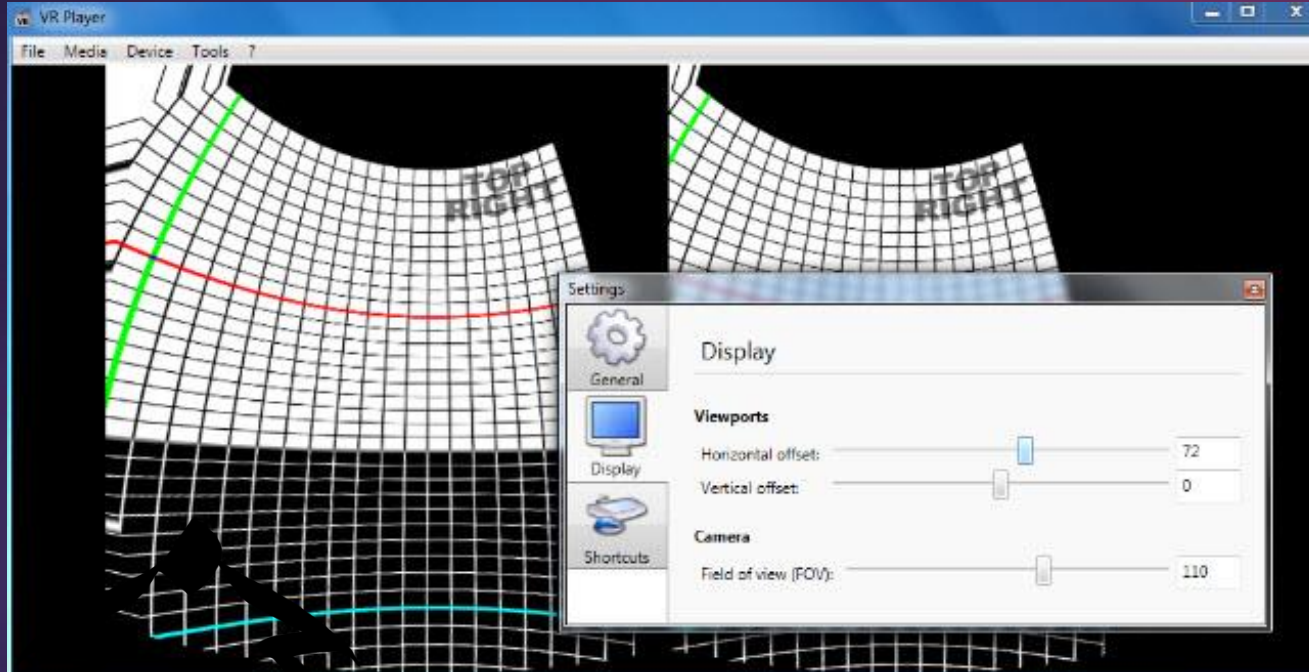 VR Player
File Media Device Tools ?
TOP
RIGHT
TOP
RIGHT
Settings
General
Display
Shortcuts
Display
Viewports
Horizontal offset: 72
Vertical offset: 0
Camera
Field of view (FOV): 110